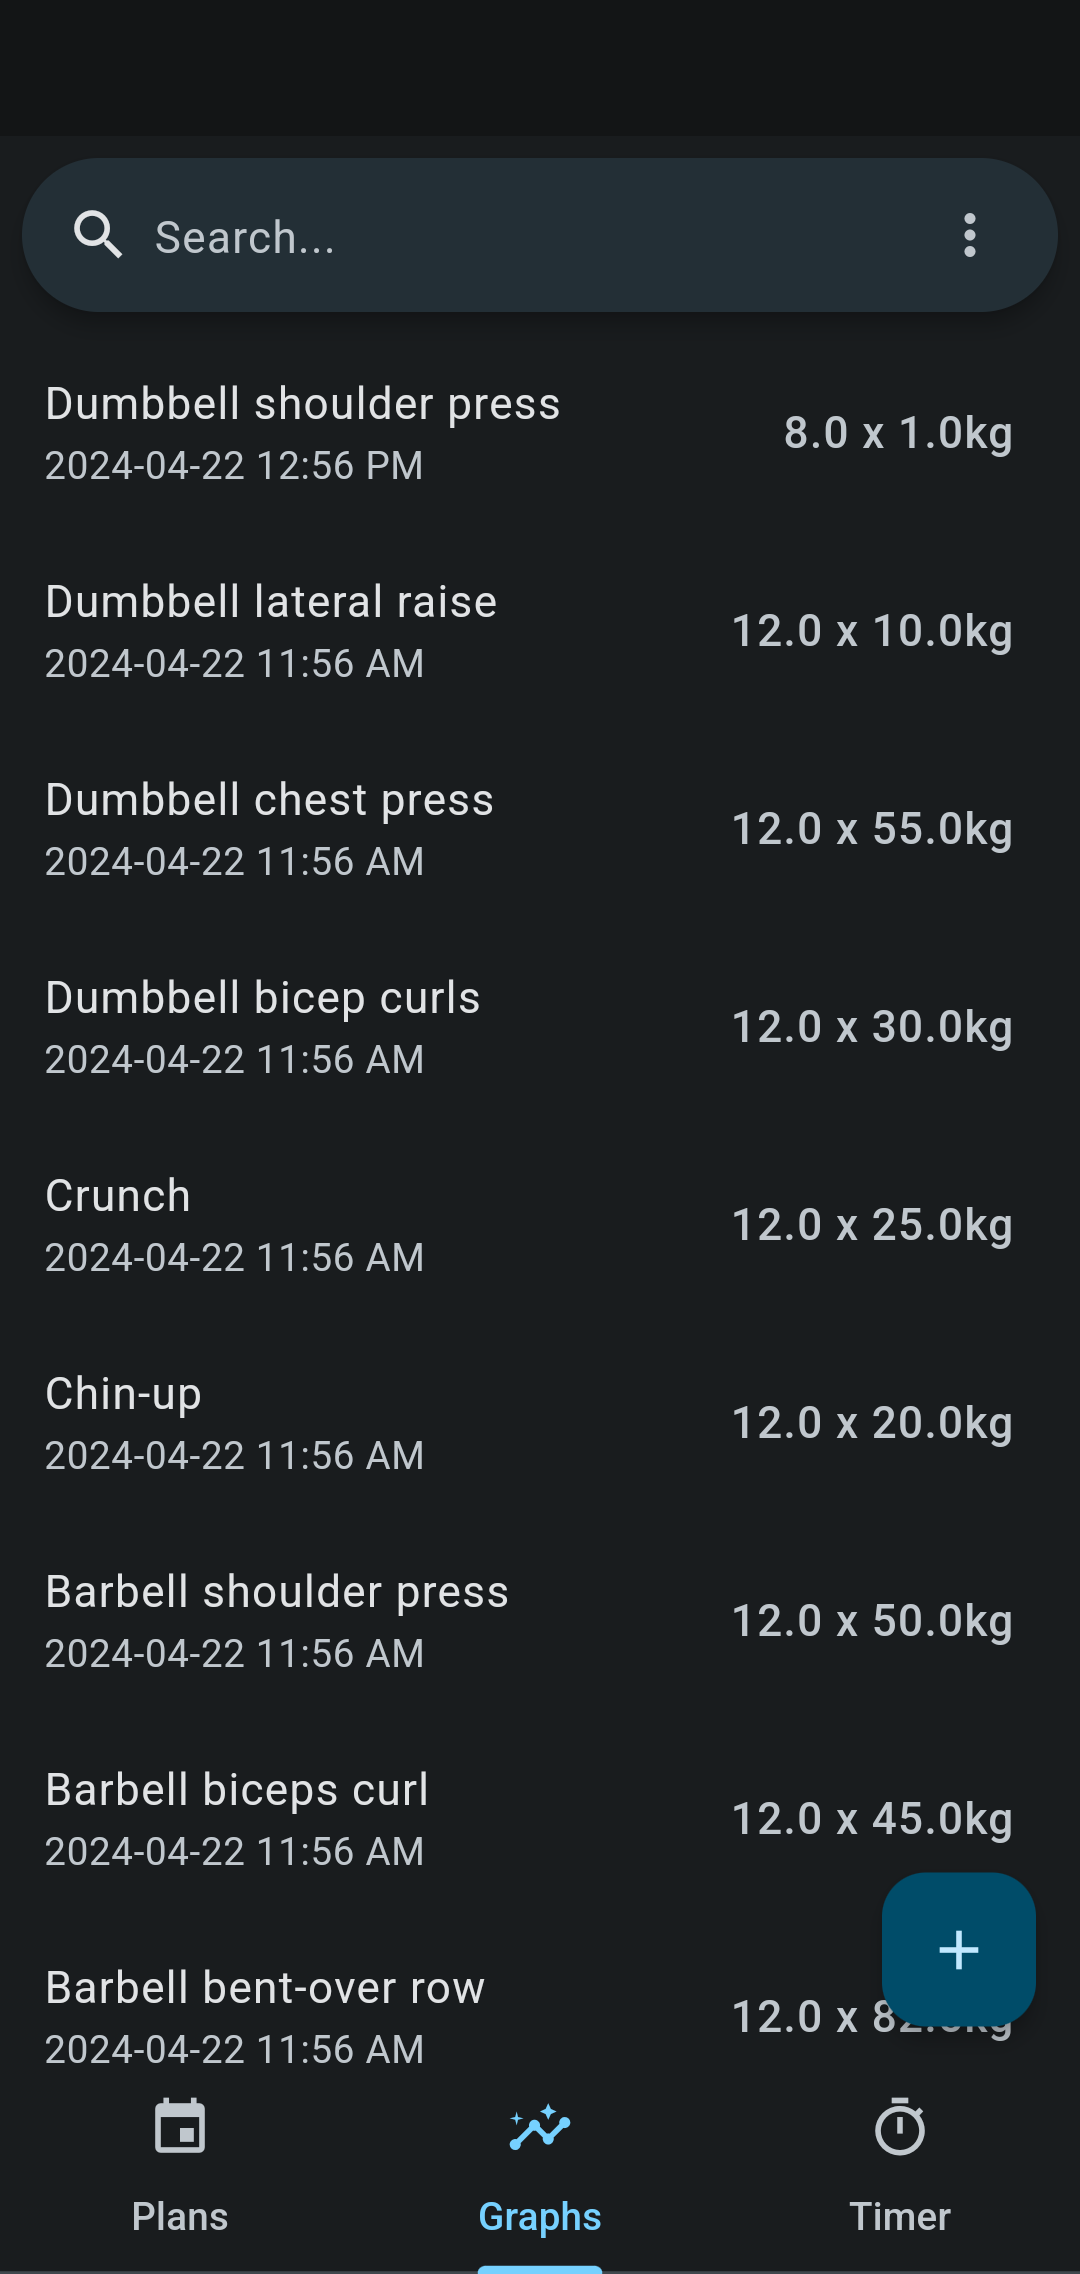 Search...
Dumbbell shoulder press
8.0 x 1.0kg
2024-04-22 12:56 PM
Dumbbell lateral raise
12.0 x 10.0kg
2024-04-22 11:56 AM
Dumbbell chest press
12.0 x 55.0kg
2024-04-22 11:56 AM
Dumbbell bicep curls
12.0 x 30.0kg
2024-04-22 11:56 AM
Crunch
12.0 x 25.0kg
2024-04-22 11:56 AM
Chin-up
12.0 x 20.0kg
2024-04-22 11:56 AM
Barbell shoulder press
12.0 x 50.0kg
2024-04-22 11:56 AM
Barbell biceps curl
12.0 x 45.0kg
2024-04-22 11:56 AM
Barbell bent-over row
12.0 x
2024-04-22 11:56 AM
Plans
Graphs
Timer